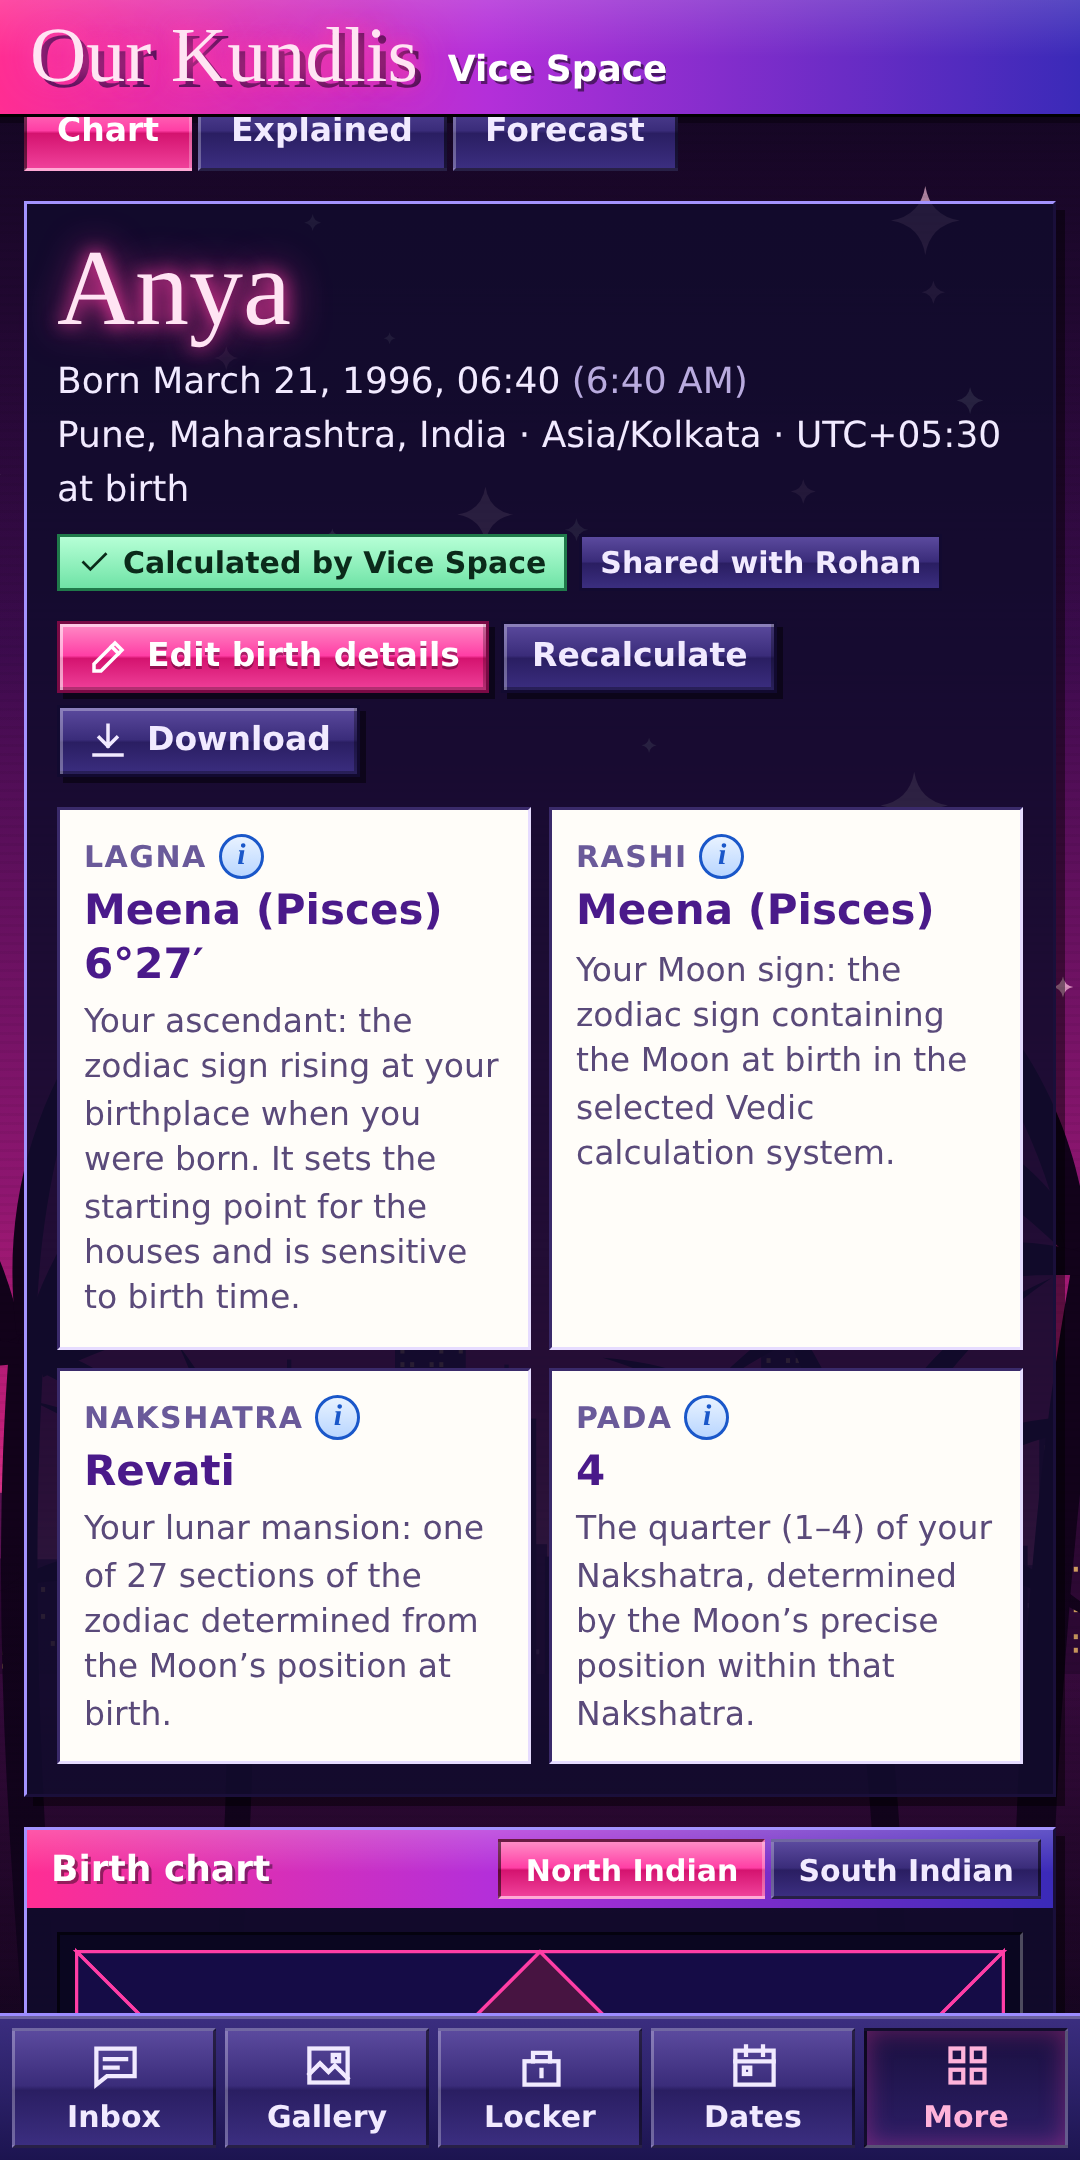 Our Kundlis Vice Space
Chart Explained Forecast
Anya
Born March 21, 1996, 06:40 (6:40 AM)
Pune, Maharashtra, India · Asia/Kolkata · UTC+05:30
at birth
Calculated by Vice Space Shared with Rohan
Edit birth details Recalculate
Download
LAGNA i
Meena (Pisces)
6°27′
Your ascendant: the
zodiac sign rising at your
birthplace when you
were born. It sets the
starting point for the
houses and is sensitive
to birth time.
RASHI i
Meena (Pisces)
Your Moon sign: the
zodiac sign containing
the Moon at birth in the
selected Vedic
calculation system.
NAKSHATRA i
Revati
Your lunar mansion: one
of 27 sections of the
zodiac determined from
the Moon’s position at
birth.
PADA i
4
The quarter (1–4) of your
Nakshatra, determined
by the Moon’s precise
position within that
Nakshatra.
Birth chart North Indian South Indian
Inbox Gallery Locker Dates More